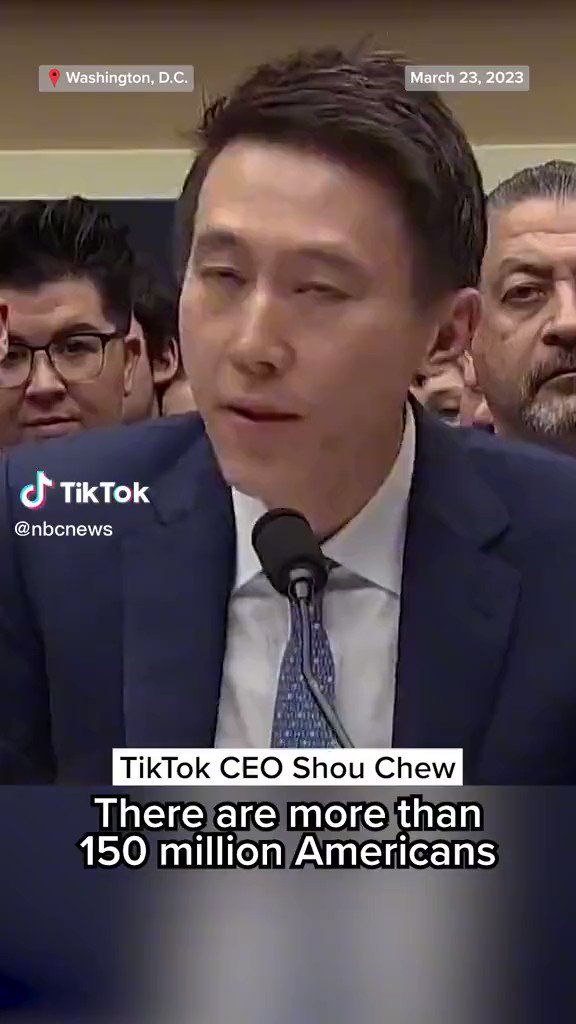 Washington, D.C.
March 23, 2023
TikTok
@nbcnews
TikTok CEO Shou Chew
There are more than
150 million Americans